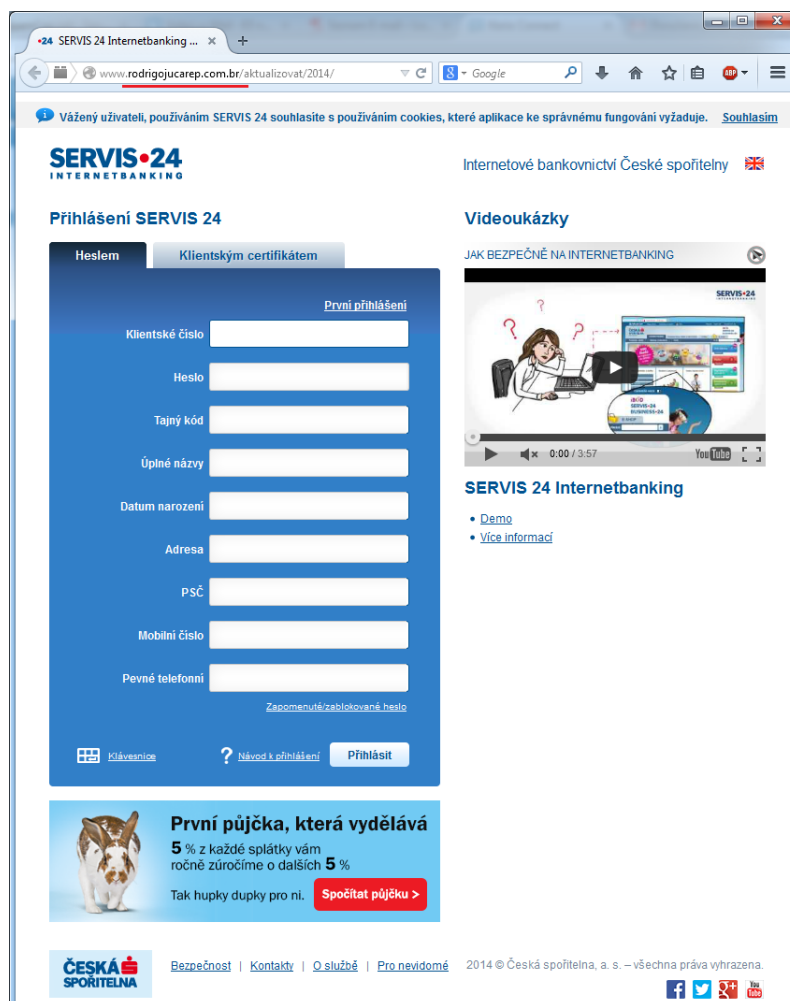 •24 SERVIS 24 Internetbanking ...
www.rodrigojucarep.com.br/aktualizovat/2014/
Google
Vážený uživateli, používáním SERVIS 24 souhlasíte s používáním cookies, které aplikace ke správnému fungování vyžaduje. Souhlasím
SERVIS•24
INTERNETBANKING
Internetové bankovnictví České spořitelny
Přihlášení SERVIS 24
Heslem
Klientským certifikátem
První přihlášení
Klientské číslo
Heslo
Tajný kód
Úplné názvy
Datum narození
Adresa
PSČ
Mobilní číslo
Pevné telefonní
Zapomenuté/zablokované heslo
Klávesnice
? Návod k přihlášení
Přihlásit
Videoukázky
JAK BEZPEČNĚ NA INTERNETBANKING
SERVIS•24
0:00 / 3:57
YouTube
SERVIS 24 Internetbanking
• Demo
• Více informací
První půjčka, která vydělává
5 % z každé splátky vám
ročně zúročíme o dalších 5 %
Tak hupky dupky pro ni.
Spočítat půjčku >
ČESKÁ
SPOŘITELNA
Bezpečnost | Kontakty | O službě | Pro nevidomé
2014 © Česká spořitelna, a. s. – všechna práva vyhrazena.